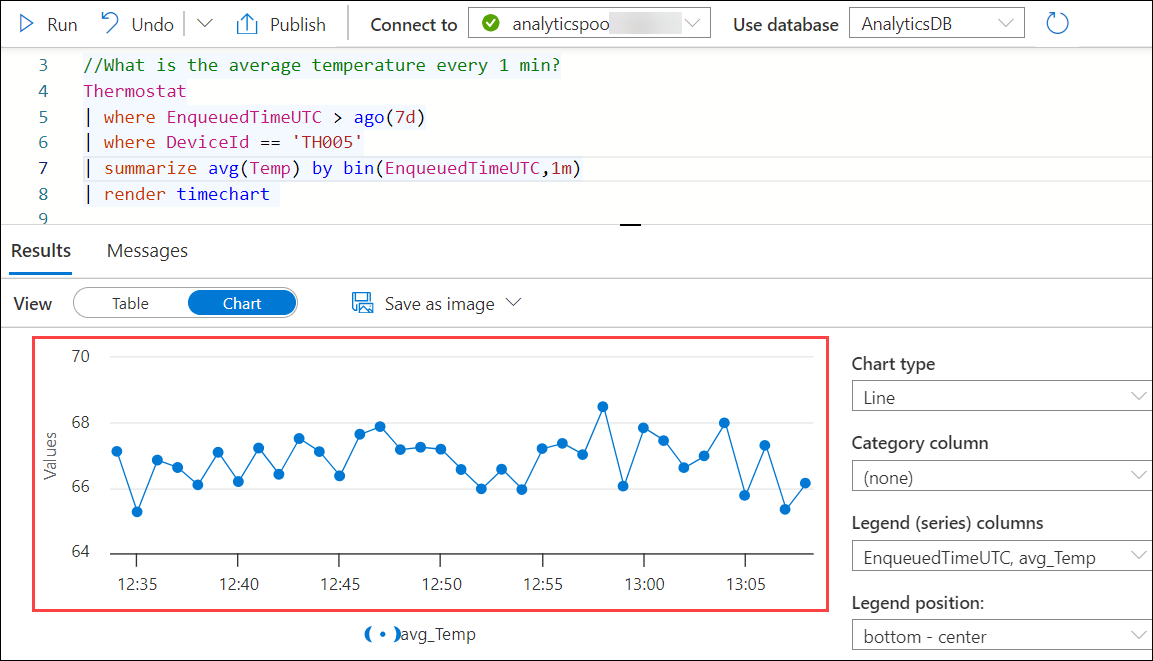 Run Undo Publish Connect to analyticspoo Use database AnalyticsDB
3 //What is the average temperature every 1 min?
4 Thermostat
5 | where EnqueuedTimeUTC > ago(7d)
6 | where DeviceId == 'TH005'
7 | summarize avg(Temp) by bin(EnqueuedTimeUTC,1m)
8 | render timechart
9
Results Messages
View Table Chart Save as image
70
68
66
64
Values
12:35 12:40 12:45 12:50 12:55 13:00 13:05
avg_Temp
Chart type
Line
Category column
(none)
Legend (series) columns
EnqueuedTimeUTC, avg_Temp
Legend position:
bottom - center